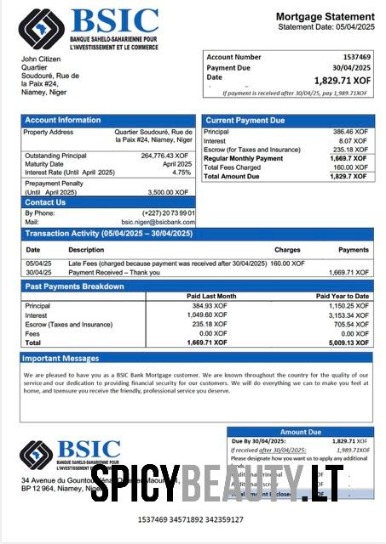 BSIC
BANQUE SAHELO-SAHARIENNE POUR
L'INVESTISSEMENT ET LE COMMERCE
Mortgage Statement
Statement Date: 05/04/2025
John Citizen
Quartier
Soudouré, Rue de
la Paix #24,
Niamey, Niger
Account Number 1537469
Payment Due 30/04/2025
Date 1,829.71 XOF
If payment is received after 30/04/25, pay 1,989.71XOF
Account Information
Property Address Quartier Soudouré, Rue de
la Paix #24, Niamey, Niger
Outstanding Principal 264,776.43 XOF
Maturity Date April 2025
Interest Rate (Until April 2025) 4.75%
Prepayment Penalty
(Until April 2025) 3,500.00 XOF
Current Payment Due
Principal 386.46 XOF
Interest 8.07 XOF
Escrow (for Taxes and Insurance) 235.18 XOF
Regular Monthly Payment 1,669.7 XOF
Total Fees Charged 160.00 XOF
Total Amount Due 1,829.7 XOF
Contact Us
By Phone: (+227) 20 73 99 01
Mail: bsic.niger@bsicbank.com
Transaction Activity (05/04/2025 – 30/04/2025)
Date Description Charges Payments
05/04/25 Late Fees (charged because payment was received after 30/04/2025) 160.00 XOF
30/04/25 Payment Received – Thank you 1,669.71 XOF
Past Payments Breakdown
Paid Last Month Paid Year to Date
Principal 384.93 XOF 1,150.25 XOF
Interest 1,049.60 XOF 3,153.34 XOF
Escrow (Taxes and Insurance) 235.18 XOF 705.54 XOF
Fees 0.00 XOF 0.00 XOF
Total 1,669.71 XOF 5,009.13 XOF
Important Messages
We are pleased to have you as a BSIC Bank Mortgage customer. We are known throughout the country for the quality of
our service and our dedication to providing financial security for our customers. We will do everything we can to make you feel at
home, and to ensure you receive the friendly, professional service you deserve.
BSIC
BANQUE SAHELO-SAHARIENNE POUR
L'INVESTISSEMENT ET LE COMMERCE
34 Avenue du
BP 12 964, Niamey,
Amount Due
Due By 30/04/2025: 1,829.71 XOF
If received after 30/04/2025: 1,989.71XOF
Please designate how you want us to apply any additional
SPICYBEAUTY.LT
1537469 34571892 342359127